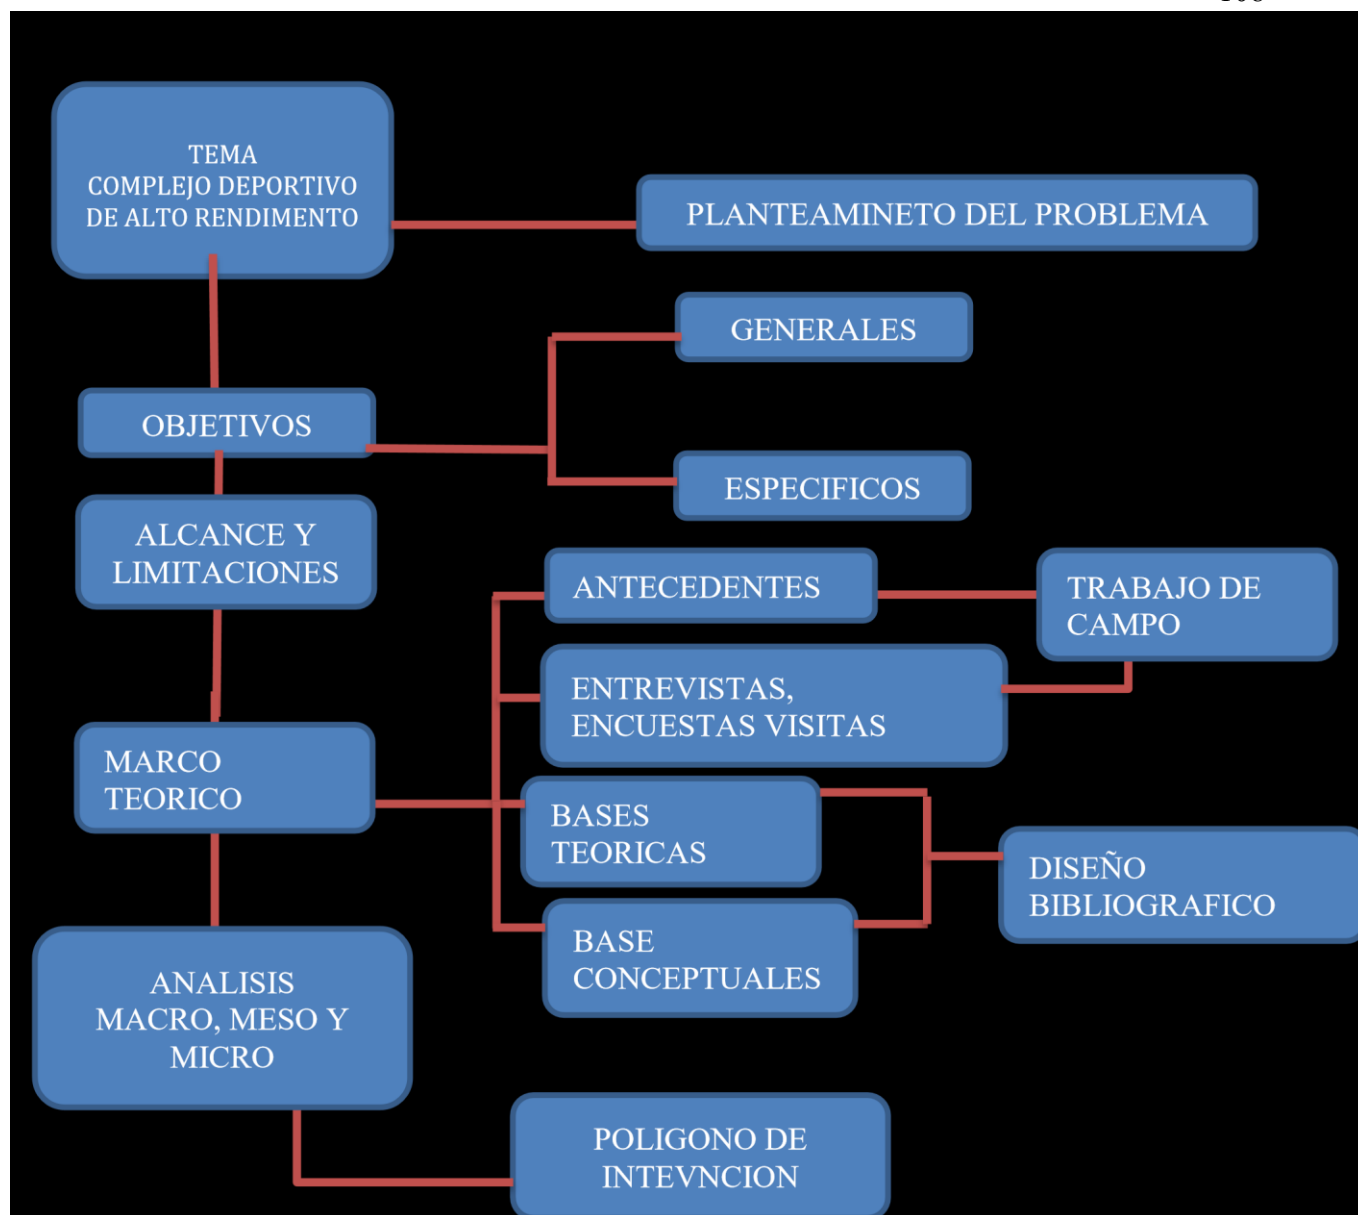 TEMA
COMPLEJO DEPORTIVO
DE ALTO RENDIMENTO
PLANTEAMINETO DEL PROBLEMA
GENERALES
OBJETIVOS
ESPECIFICOS
ALCANCE Y
LIMITACIONES
ANTECEDENTES
TRABAJO DE
CAMPO
ENTREVISTAS,
ENCUESTAS VISITAS
MARCO
TEORICO
BASES
TEORICAS
DISEÑO
BIBLIOGRAFICO
BASE
CONCEPTUALES
ANALISIS
MACRO, MESO Y
MICRO
POLIGONO DE
INTEVNCION